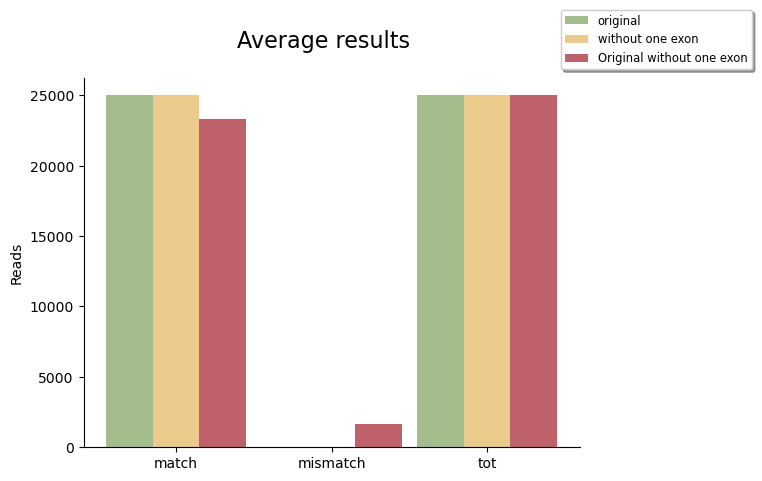 Average results
original
without one exon
Original without one exon
25000
20000
15000
10000
5000
0
Reads
match
mismatch
tot